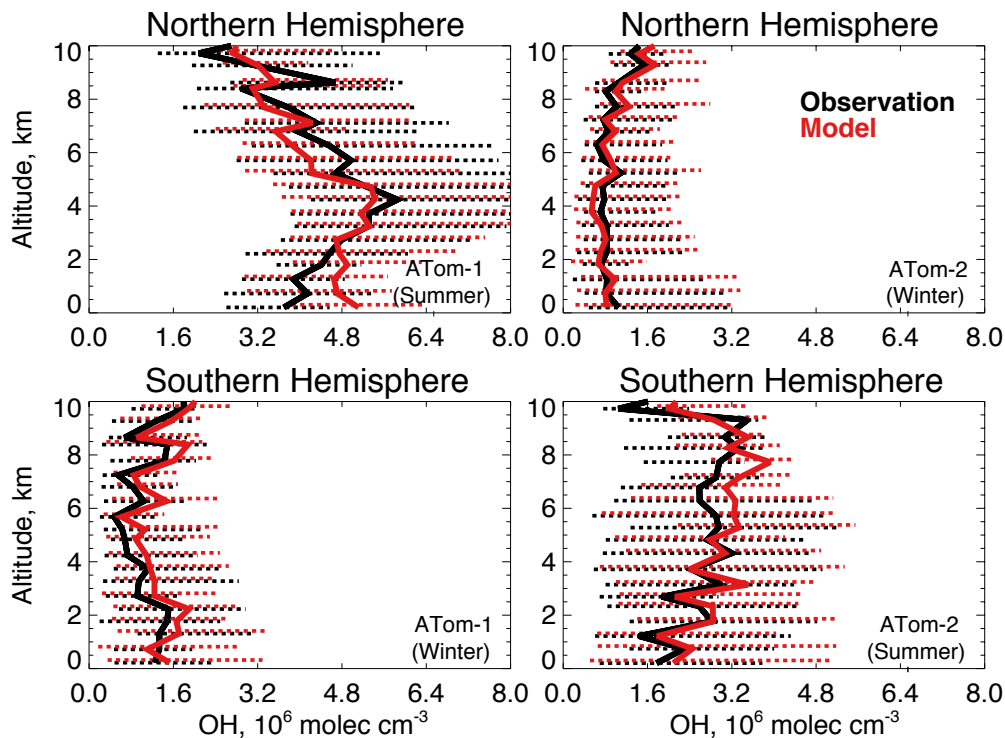 Northern Hemisphere
Altitude, km
10
8
6
4
2
0
0.0 1.6 3.2 4.8 6.4 8.0
ATom-1
(Summer)
Northern Hemisphere
10
8
6
4
2
0
0.0 1.6 3.2 4.8 6.4 8.0
Observation
Model
ATom-2
(Winter)
Southern Hemisphere
Altitude, km
10
8
6
4
2
0
0.0 1.6 3.2 4.8 6.4 8.0
ATom-1
(Winter)
OH, 10⁶ molec cm⁻³
Southern Hemisphere
10
8
6
4
2
0
0.0 1.6 3.2 4.8 6.4 8.0
ATom-2
(Summer)
OH, 10⁶ molec cm⁻³